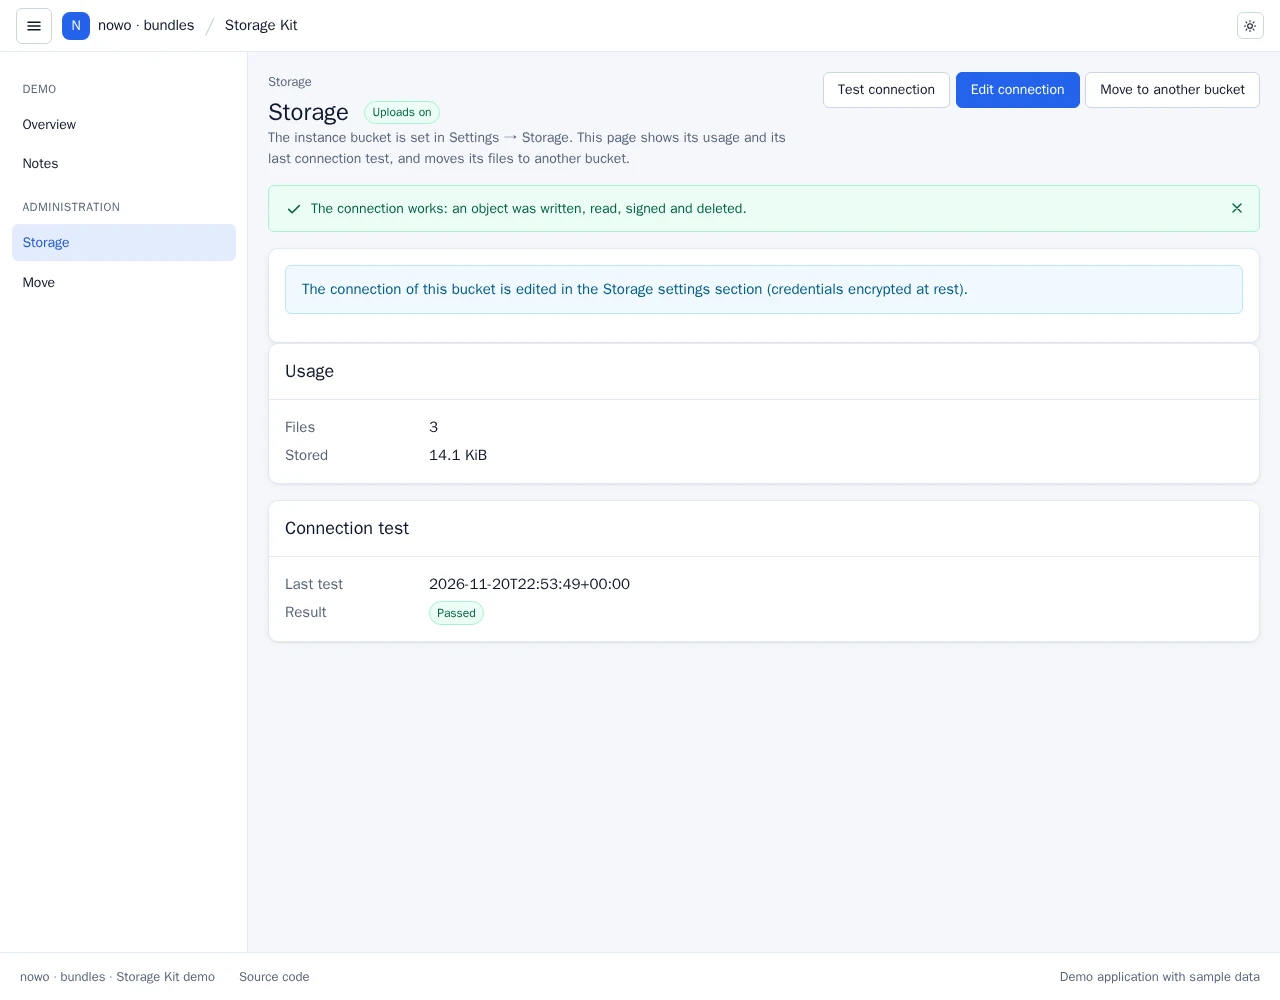 N
nowo · bundles / Storage Kit
DEMO
Overview
Notes
ADMINISTRATION
Storage
Move
Storage
Storage Uploads on
The instance bucket is set in Settings → Storage. This page shows its usage and its
last connection test, and moves its files to another bucket.
Test connection
Edit connection
Move to another bucket
The connection works: an object was written, read, signed and deleted.
The connection of this bucket is edited in the Storage settings section (credentials encrypted at rest).
Usage
Files 3
Stored 14.1 KiB
Connection test
Last test 2026-11-20T22:53:49+00:00
Result Passed
nowo · bundles · Storage Kit demo
Source code
Demo application with sample data